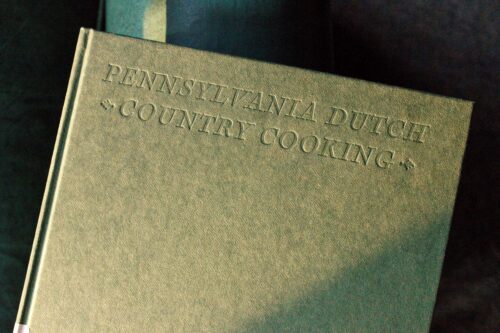 PENNSYLVANIA DUTCH
COUNTRY COOKING